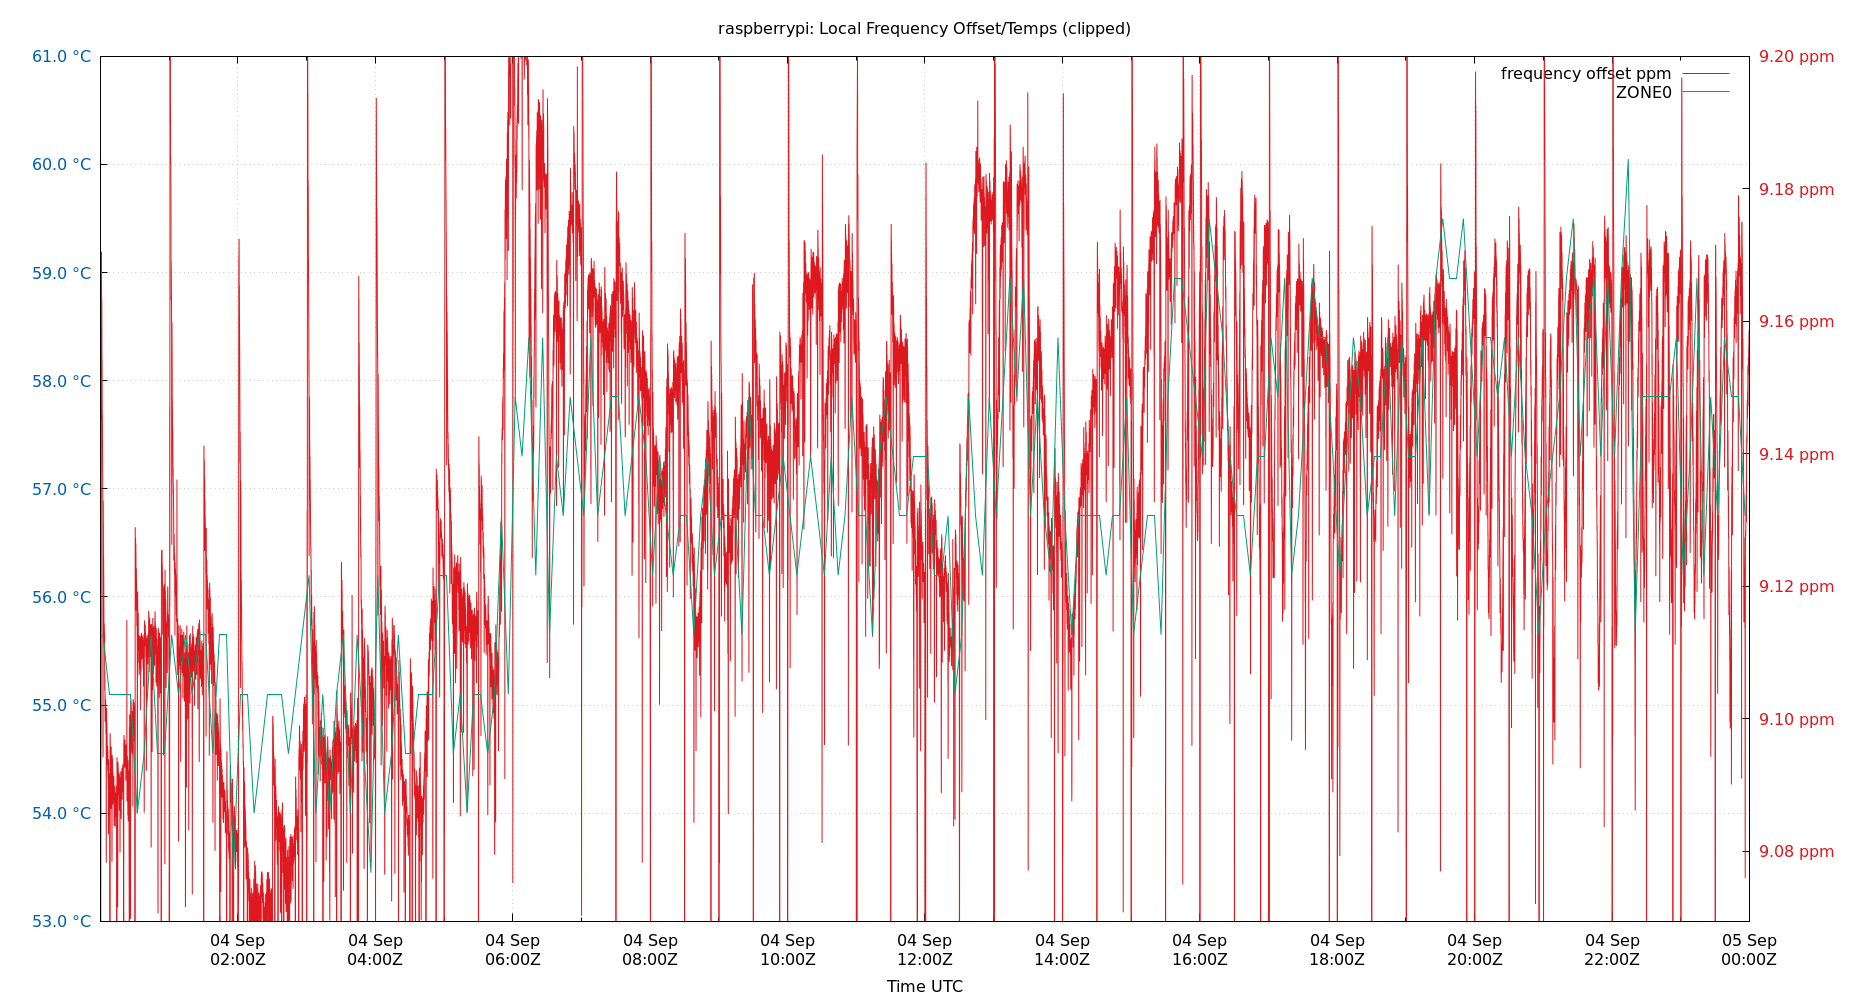 raspberrypi: Local Frequency Offset/Temps (clipped)
61.0 °C
60.0 °C
59.0 °C
58.0 °C
57.0 °C
56.0 °C
55.0 °C
54.0 °C
53.0 °C
9.20 ppm
9.18 ppm
9.16 ppm
9.14 ppm
9.12 ppm
9.10 ppm
9.08 ppm
frequency offset ppm
ZONE0
04 Sep
02:00Z
04 Sep
04:00Z
04 Sep
06:00Z
04 Sep
08:00Z
04 Sep
10:00Z
04 Sep
12:00Z
04 Sep
14:00Z
04 Sep
16:00Z
04 Sep
18:00Z
04 Sep
20:00Z
04 Sep
22:00Z
05 Sep
00:00Z
Time UTC